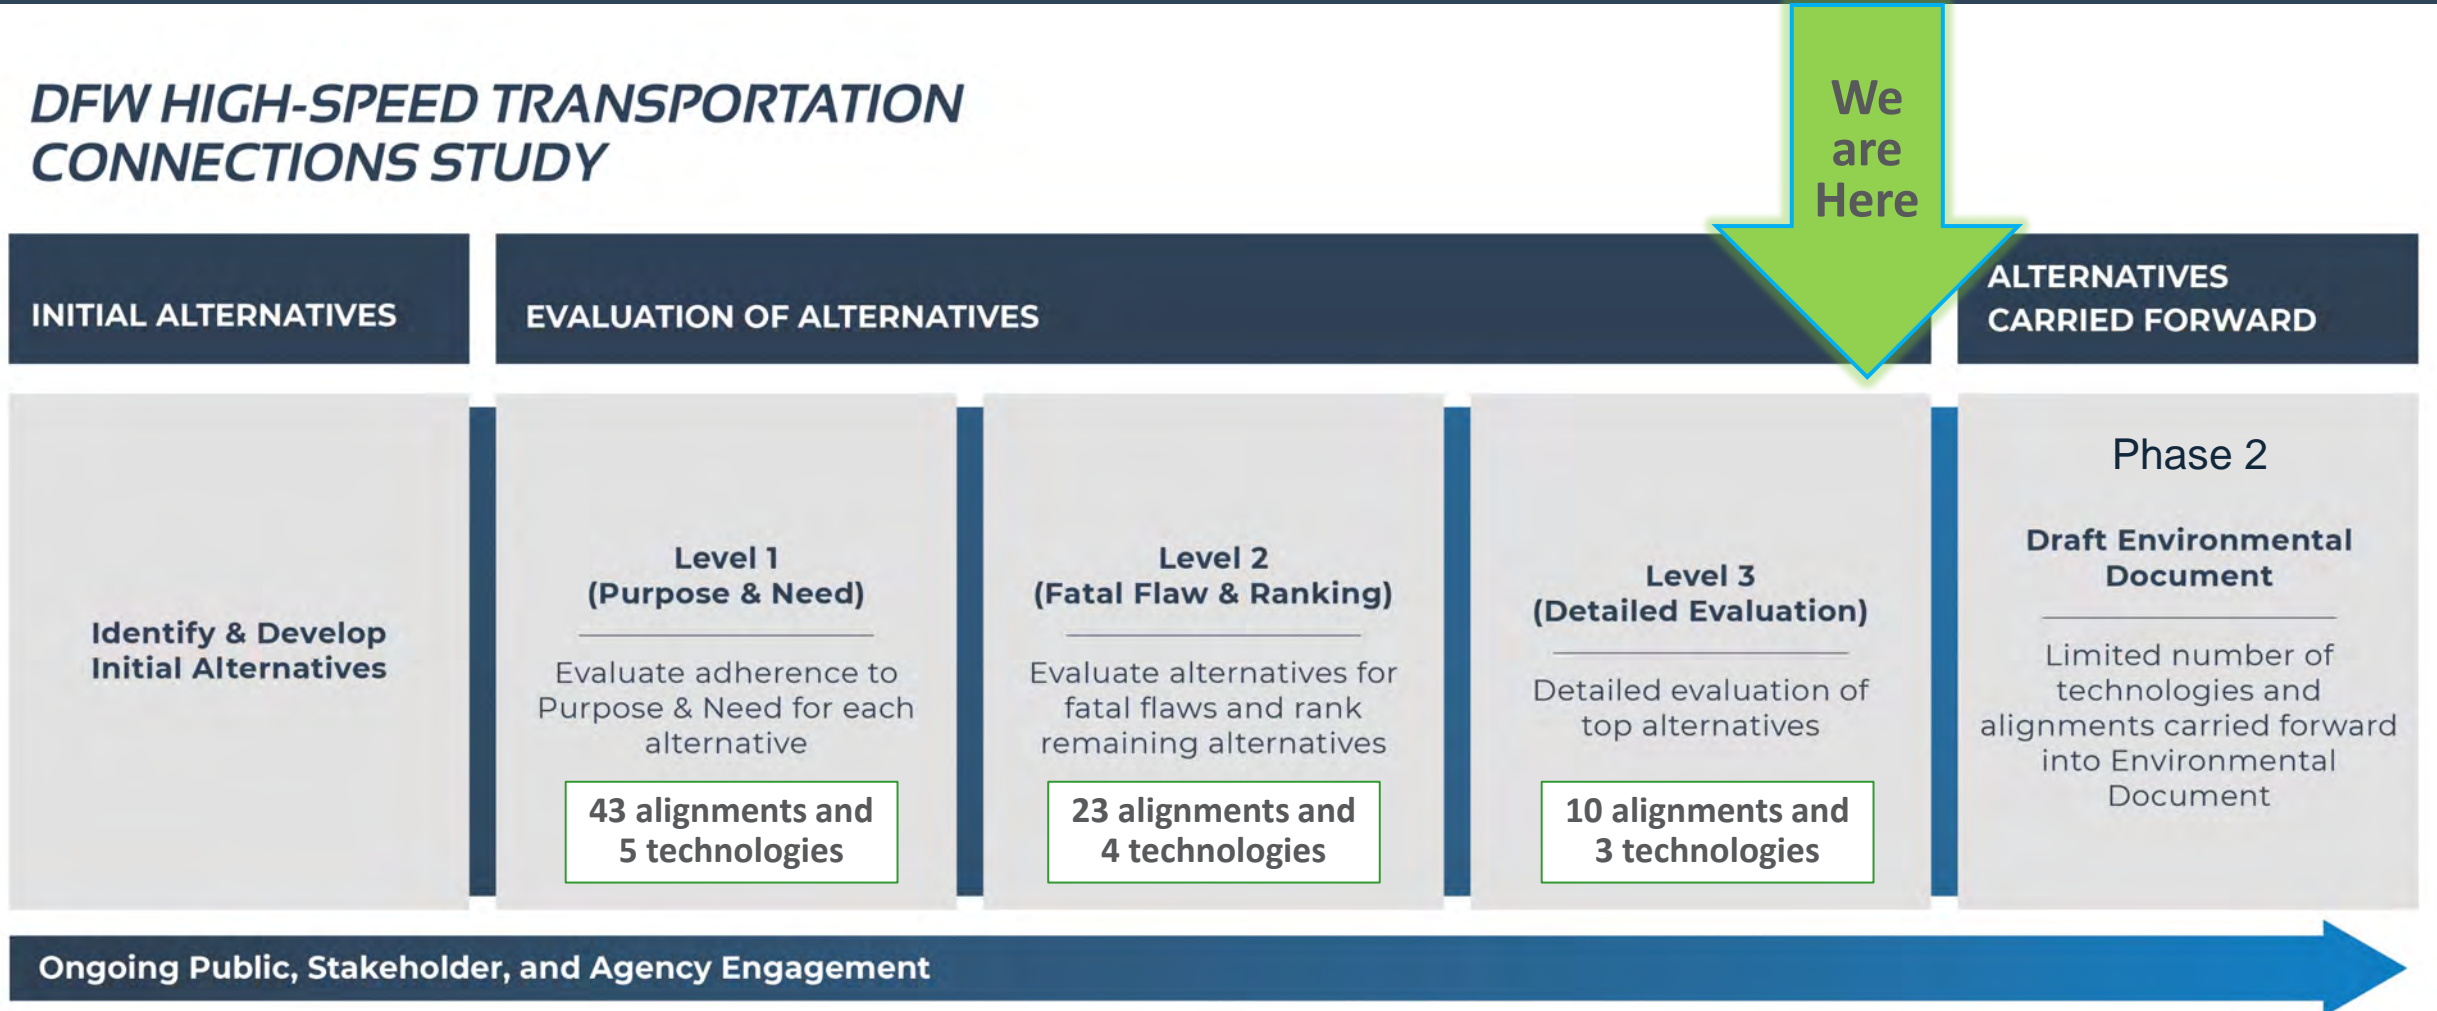 We
are
Here
DFW HIGH-SPEED TRANSPORTATION
CONNECTIONS STUDY
INITIAL ALTERNATIVES
EVALUATION OF ALTERNATIVES
ALTERNATIVES
CARRIED FORWARD
Identify & Develop
Initial Alternatives
Level 1
(Purpose & Need)
Evaluate adherence to
Purpose & Need for each
alternative
43 alignments and
5 technologies
Level 2
(Fatal Flaw & Ranking)
Evaluate alternatives for
fatal flaws and rank
remaining alternatives
23 alignments and
4 technologies
Level 3
(Detailed Evaluation)
Detailed evaluation of
top alternatives
10 alignments and
3 technologies
Phase 2
Draft Environmental
Document
Limited number of
technologies and
alignments carried forward
into Environmental
Document
Ongoing Public, Stakeholder, and Agency Engagement